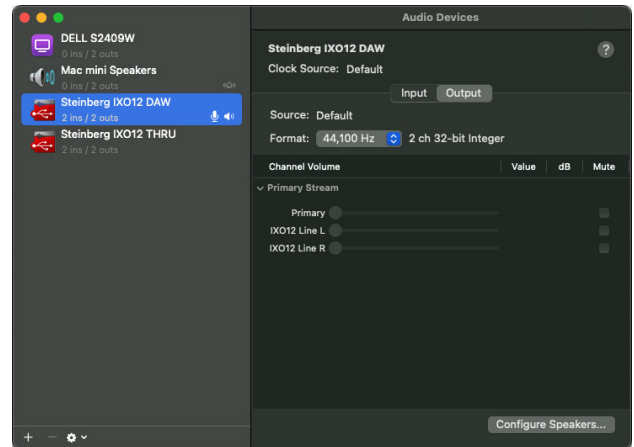 Audio Devices
DELL S2409W
0 ins / 2 outs
Mac mini Speakers
0 ins / 2 outs
Steinberg IXO12 DAW
2 ins / 2 outs
Steinberg IXO12 THRU
2 ins / 2 outs
Steinberg IXO12 DAW
?
Clock Source: Default
Input Output
Source: Default
Format: 44,100 Hz 2 ch 32-bit Integer
Channel Volume Value dB Mute
Primary Stream
Primary
IXO12 Line L
IXO12 Line R
Configure Speakers...